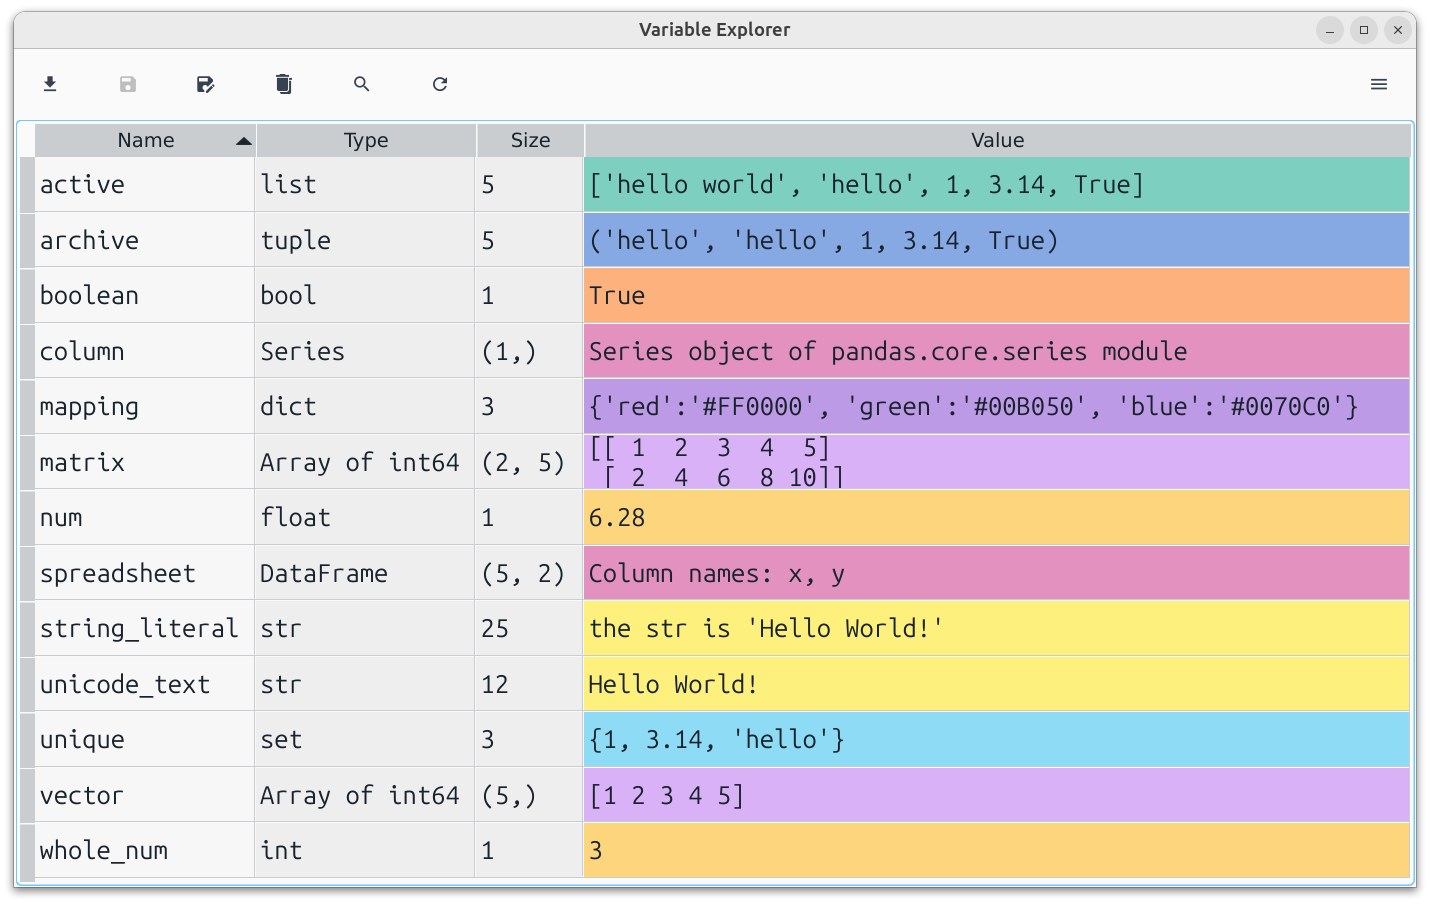 Variable Explorer
Name Type Size Value
active list 5 ['hello world', 'hello', 1, 3.14, True]
archive tuple 5 ('hello', 'hello', 1, 3.14, True)
boolean bool 1 True
column Series (1,) Series object of pandas.core.series module
mapping dict 3 {'red':'#FF0000', 'green':'#00B050', 'blue':'#0070C0'}
matrix Array of int64 (2, 5) [[ 1 2 3 4 5]
[ 2 4 6 8 10]]
num float 1 6.28
spreadsheet DataFrame (5, 2) Column names: x, y
string_literal str 25 the str is 'Hello World!'
unicode_text str 12 Hello World!
unique set 3 {1, 3.14, 'hello'}
vector Array of int64 (5,) [1 2 3 4 5]
whole_num int 1 3